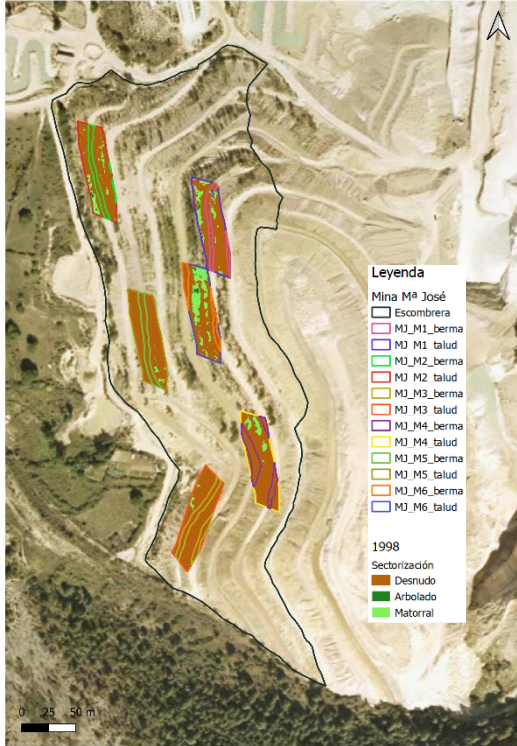 Leyenda
Mina Mª José
Escombrera
MJ_M1_berma
MJ_M1_talud
MJ_M2_berma
MJ_M2_talud
MJ_M3_berma
MJ_M3_talud
MJ_M4_berma
MJ_M4_talud
MJ_M5_berma
MJ_M5_talud
MJ_M6_berma
MJ_M6_talud
1998
Sectorización
Desnudo
Arbolado
Matorral
0 25 50 m